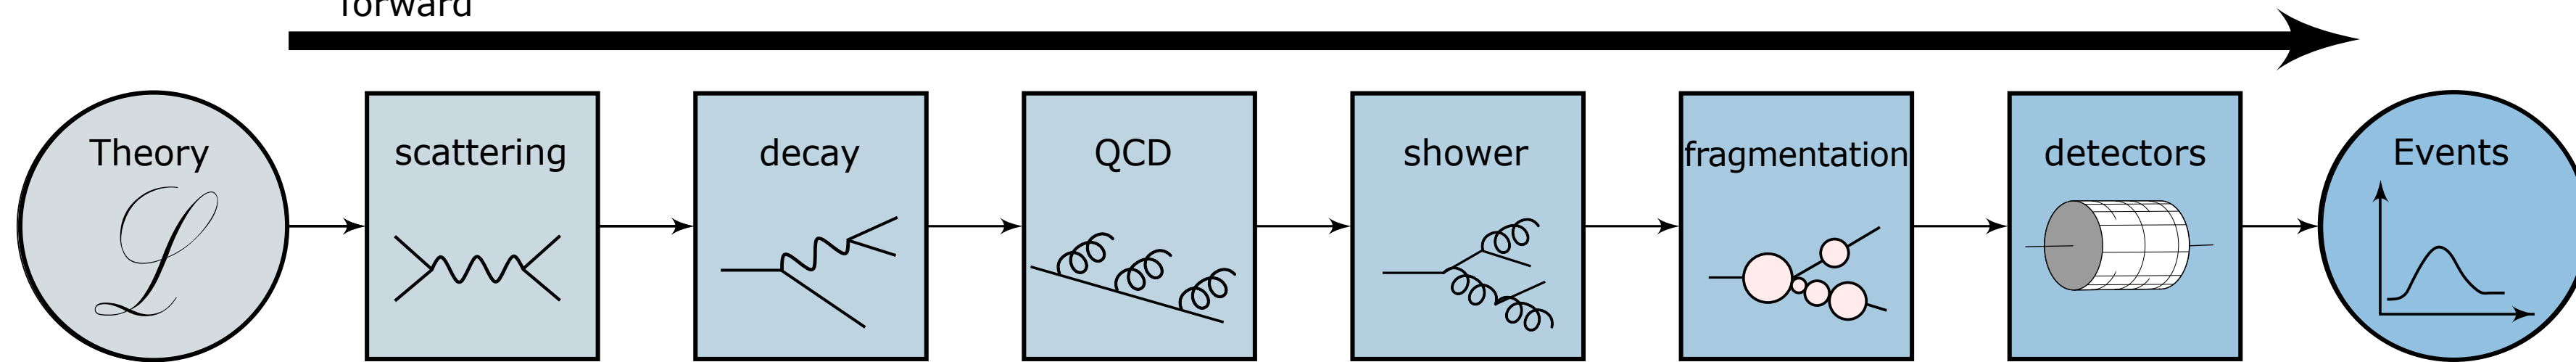 forward
Theory
scattering
decay
QCD
shower
fragmentation
detectors
Events
ℒ